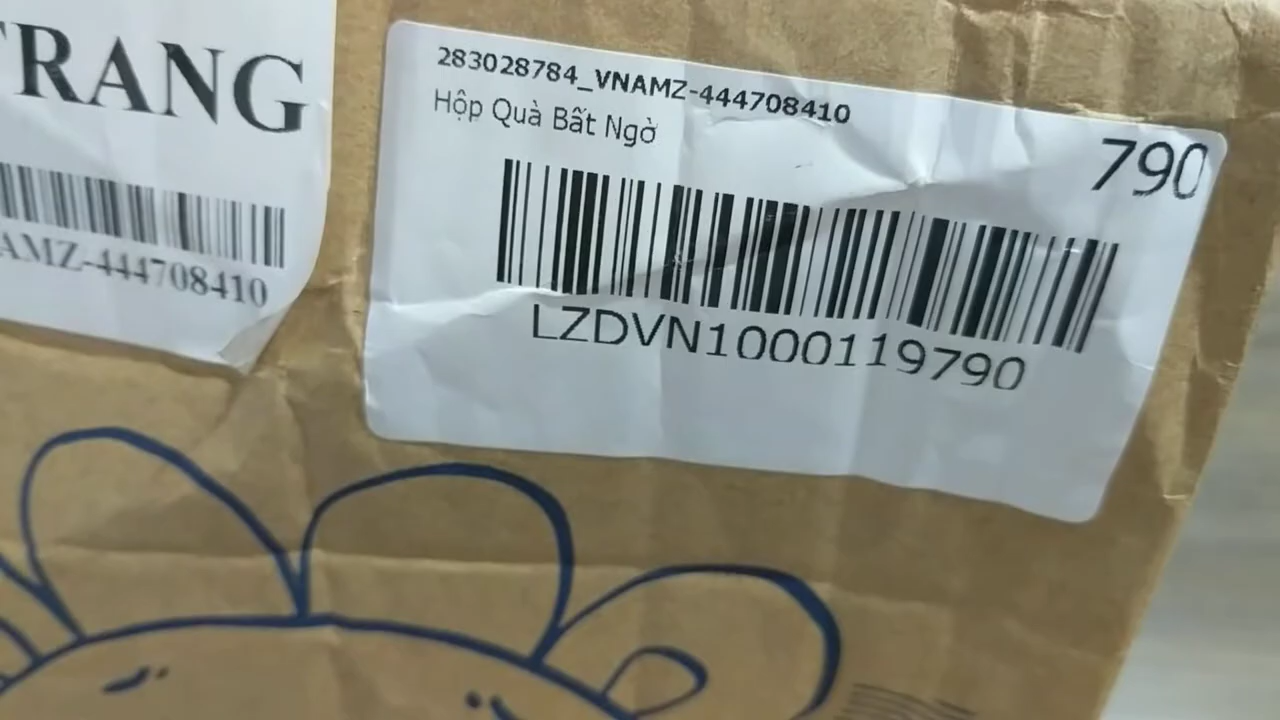 TRANG
AMZ-444708410
283028784_VNAMZ-444708410
Hộp Quà Bất Ngờ
790
LZDVN1000119790